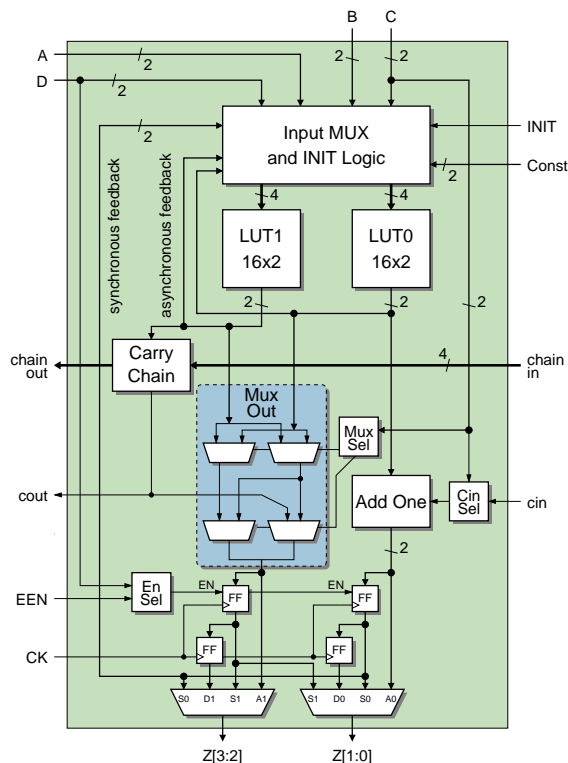 B C
A 2 2 2
D 2
INIT
2
Input MUX
and INIT Logic
Const
2
synchronous feedback
asynchronous feedback
4 4
LUT1
16x2
LUT0
16x2
2 2 2
chain
out
Carry
Chain
4
chain
in
Mux
Out
Mux
Sel
cout
Add One
Cin
Sel
cin
2
EEN
En
Sel
EN
FF
EN
FF
CK
FF
FF
S0 D1 S1 A1
S1 D0 S0 A0
Z[3:2] Z[1:0]